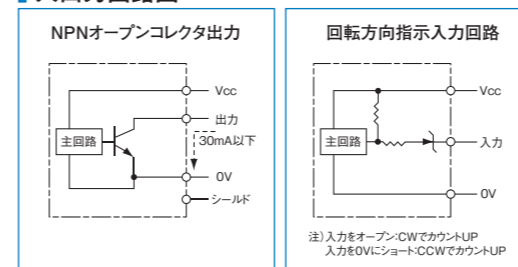 NPNオープンコレクタ出力
Vcc
出力
主回路
30mA以下
0V
シールド
回転方向指示入力回路
Vcc
主回路
入力
0V
注）入力をオープン：CWでカウントUP
入力を0Vにショート：CCWでカウントUP